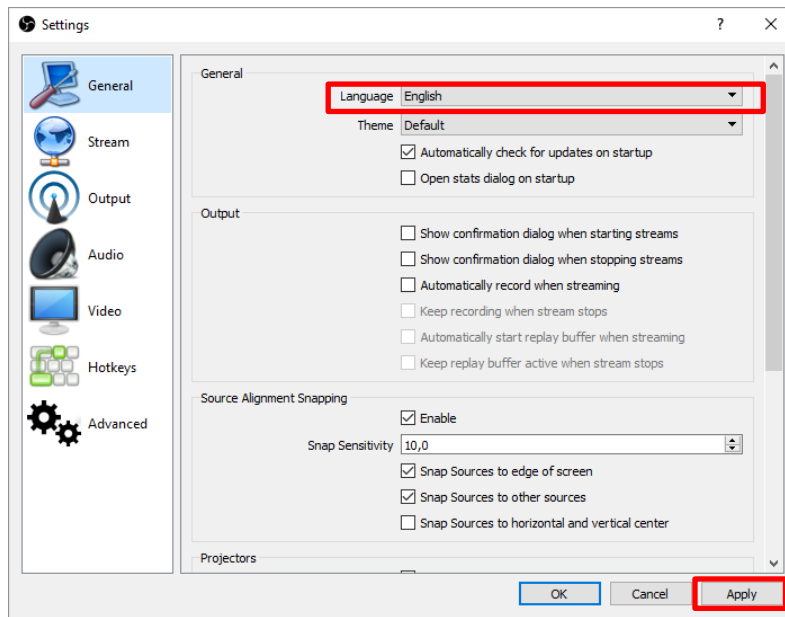 Settings
?
General
Stream
Output
Audio
Video
Hotkeys
Advanced
General
Language English
Theme Default
Automatically check for updates on startup
Open stats dialog on startup
Output
Show confirmation dialog when starting streams
Show confirmation dialog when stopping streams
Automatically record when streaming
Keep recording when stream stops
Automatically start replay buffer when streaming
Keep replay buffer active when stream stops
Source Alignment Snapping
Enable
Snap Sensitivity 10,0
Snap Sources to edge of screen
Snap Sources to other sources
Snap Sources to horizontal and vertical center
Projectors
OK Cancel Apply